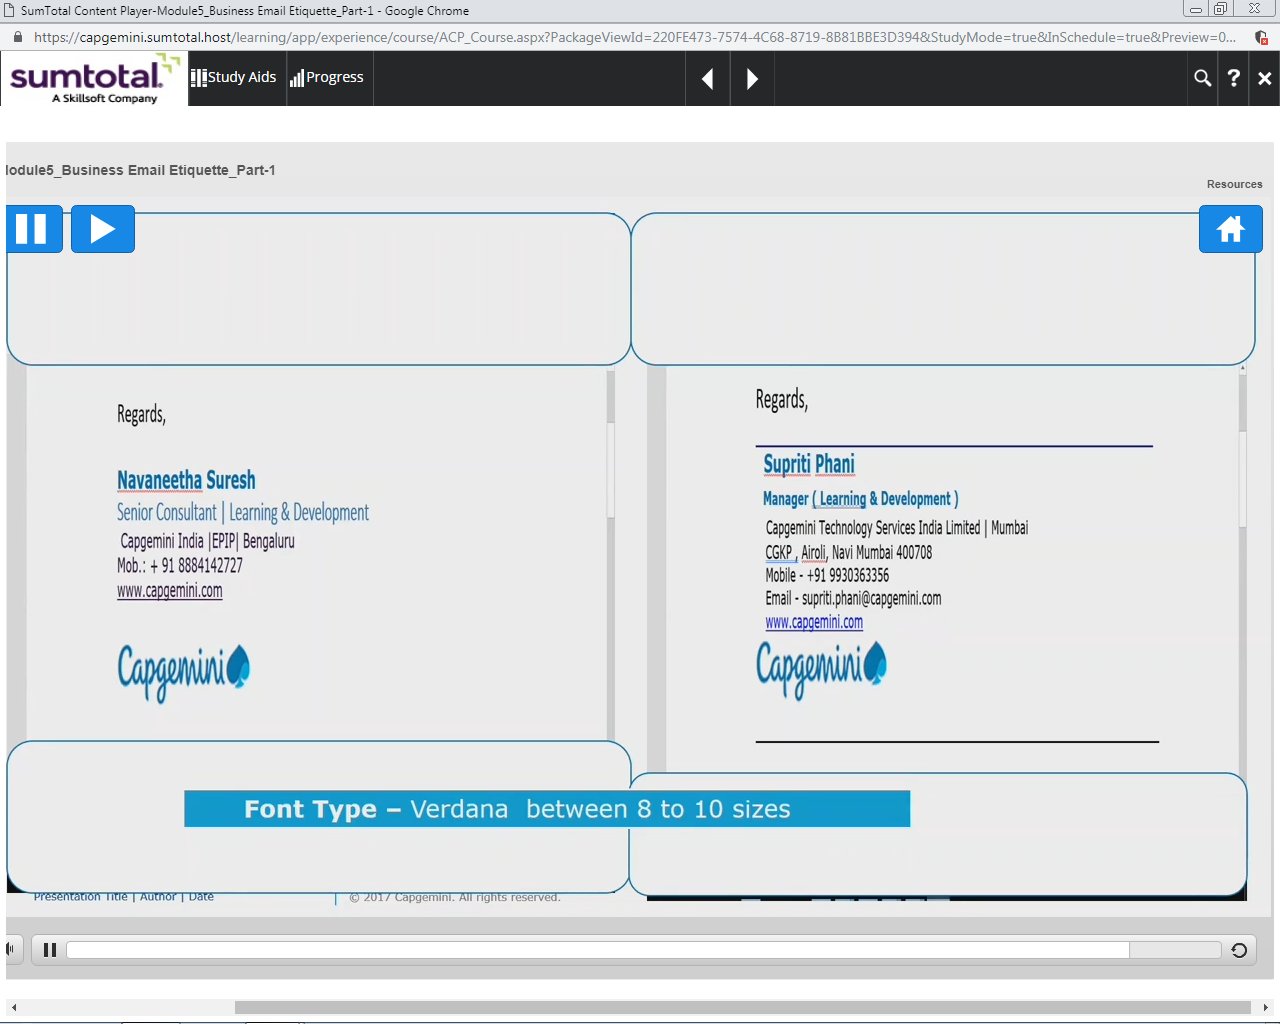 SumTotal Content Player-Module5_Business Email Etiquette_Part-1 - Google Chrome
https://capgemini.sumtotal.host/learning/app/experience/course/ACP_Course.aspx?PackageViewId=220FE473-7574-4C68-8719-8B81BBE3D394&StudyMode=true&InSchedule=true&Preview=0...
sumtotal.
A Skillsoft Company
Study Aids
Progress
?
odule5_Business Email Etiquette_Part-1
Resources
Regards,
Navaneetha Suresh
Senior Consultant | Learning & Development
Capgemini India |EPIP| Bengaluru
Mob.: + 91 8884142727
www.capgemini.com
Capgemini
Regards,
Supriti Phani
Manager ( Learning & Development )
Capgemini Technology Services India Limited | Mumbai
CGKP , Airoli, Navi Mumbai 400708
Mobile - +91 9930363356
Email - supriti.phani@capgemini.com
www.capgemini.com
Capgemini
Font Type – Verdana  between 8 to 10 sizes
Presentation Title | Author | Date
© 2017 Capgemini. All rights reserved.